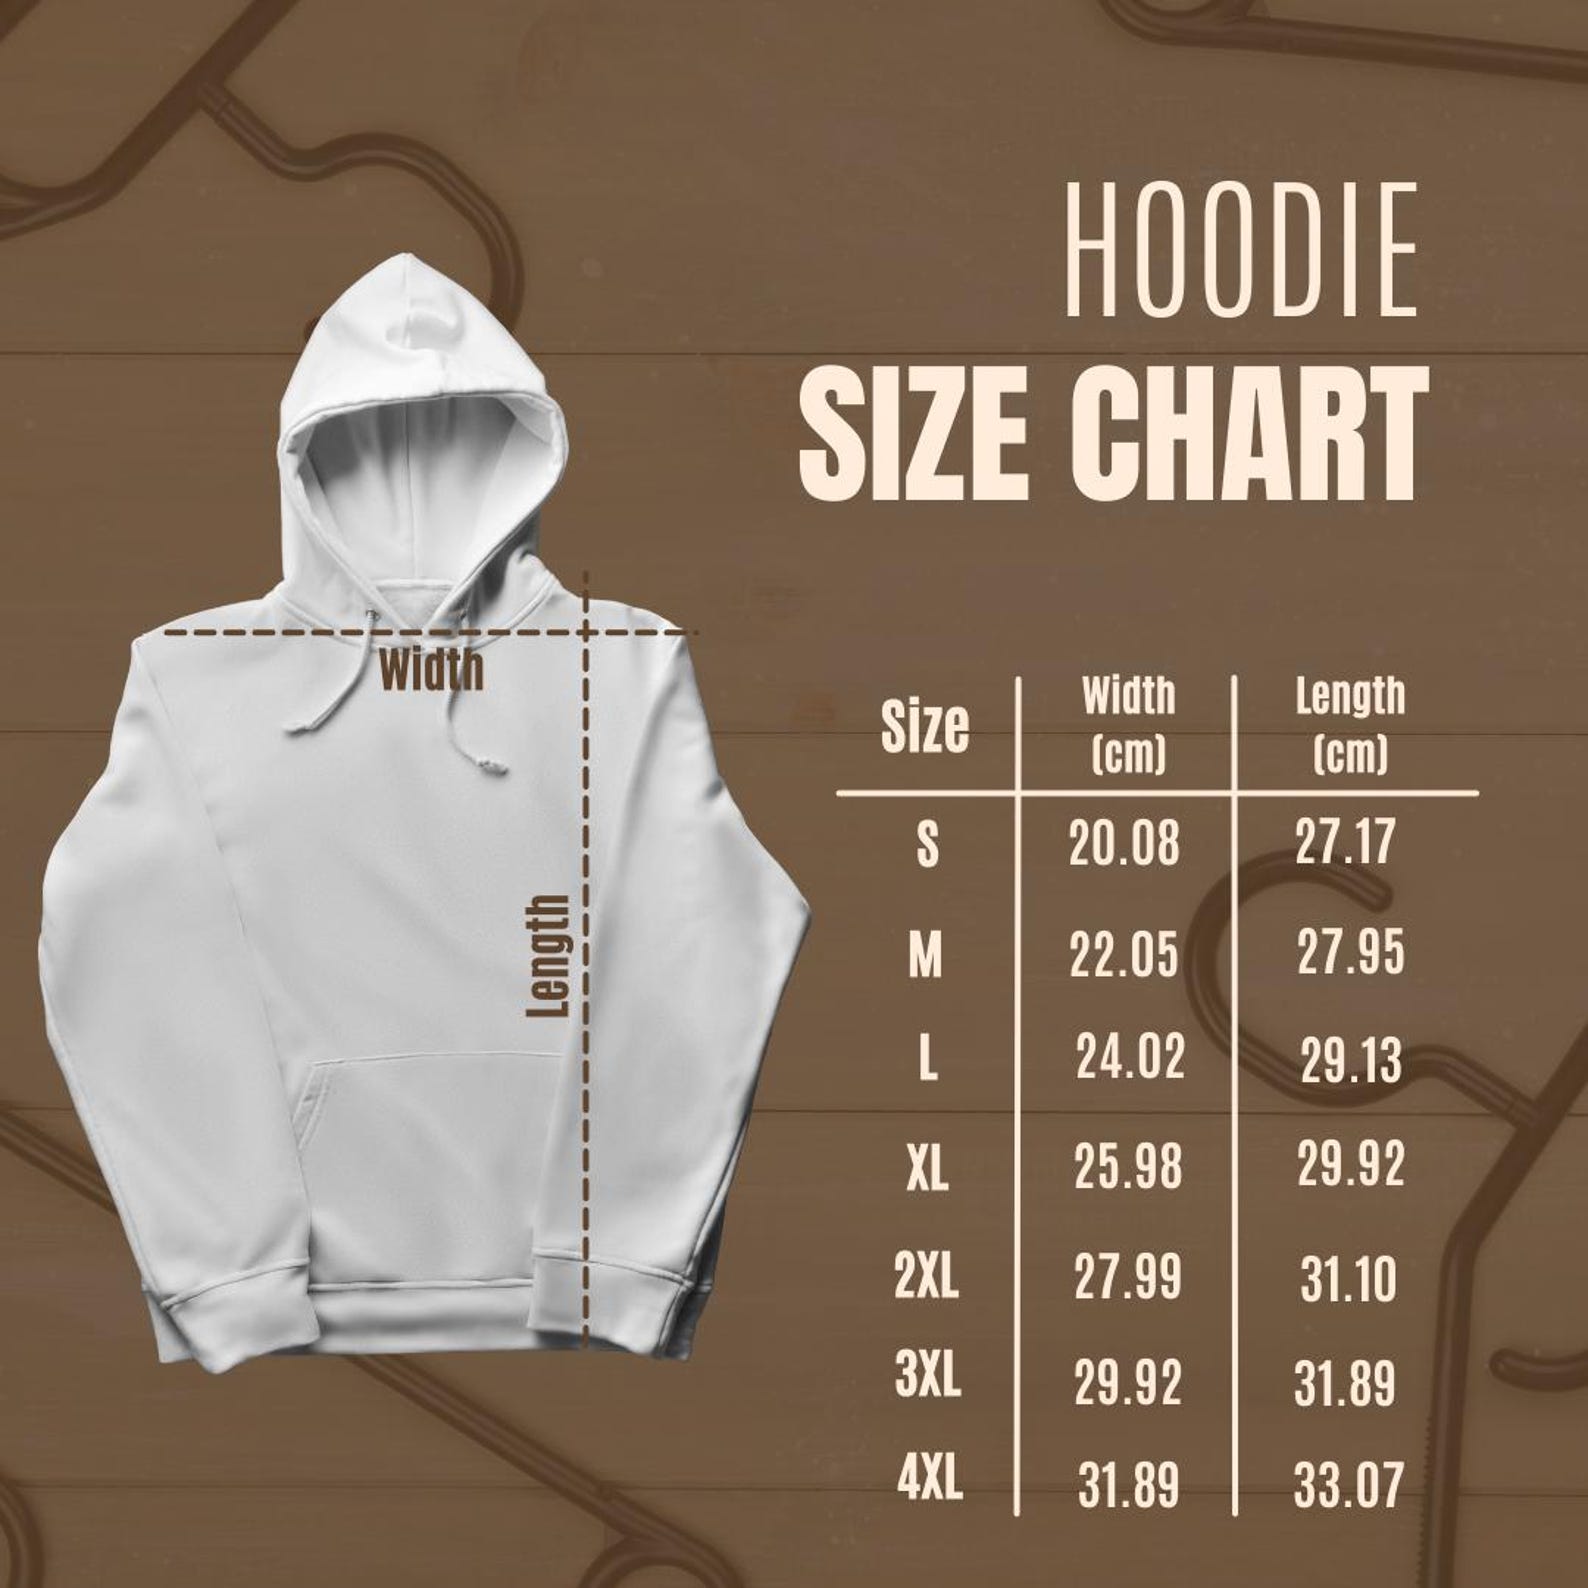 HOODIE
SIZE CHART
Width
Length
Size Width (cm) Length (cm)
S 20.08 27.17
M 22.05 27.95
L 24.02 29.13
XL 25.98 29.92
2XL 27.99 31.10
3XL 29.92 31.89
4XL 31.89 33.07